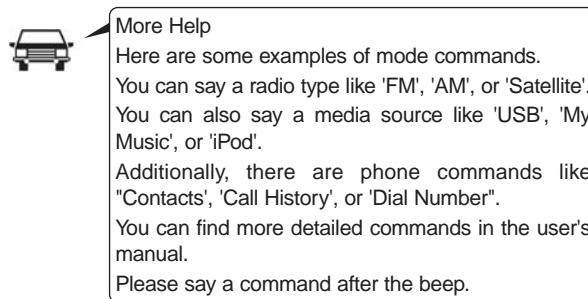 More Help
Here are some examples of mode commands.
You can say a radio type like 'FM', 'AM', or 'Satellite'.
You can also say a media source like 'USB', 'My
Music', or 'iPod'.
Additionally, there are phone commands like
"Contacts', 'Call History', or 'Dial Number".
You can find more detailed commands in the user's
manual.
Please say a command after the beep.